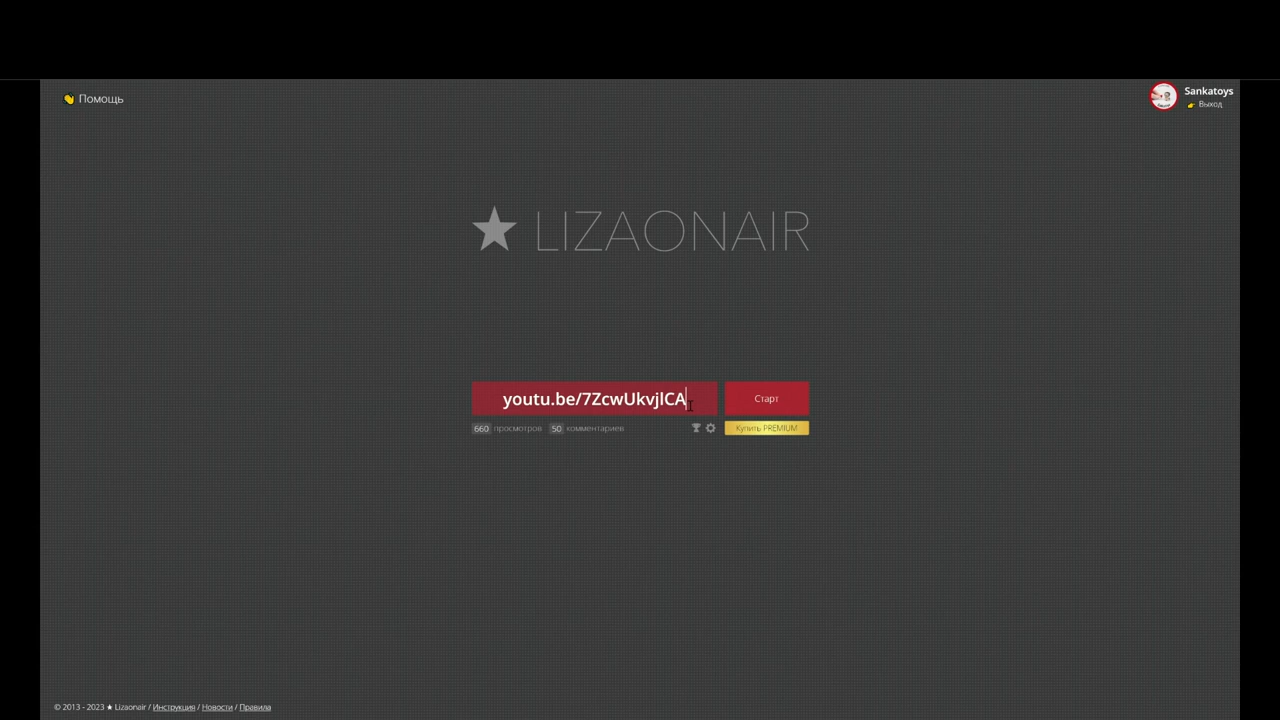 Помощь
Sankatoys
Выход
★ LIZAONAIR
youtu.be/7ZcwUkvjlCA
Старт
660 просмотров 50 комментариев
Купить PREMIUM
© 2013 - 2023 ★ Lizaonair / Инструкция / Новости / Правила